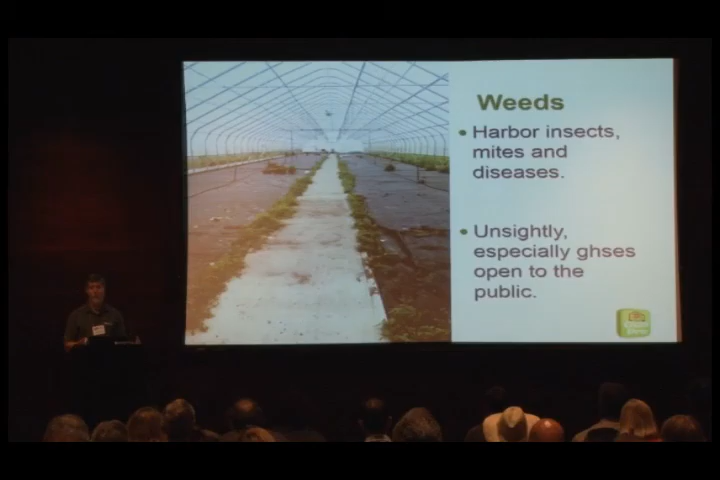 Weeds
• Harbor insects,
mites and
diseases.
• Unsightly,
especially ghses
open to the
public.